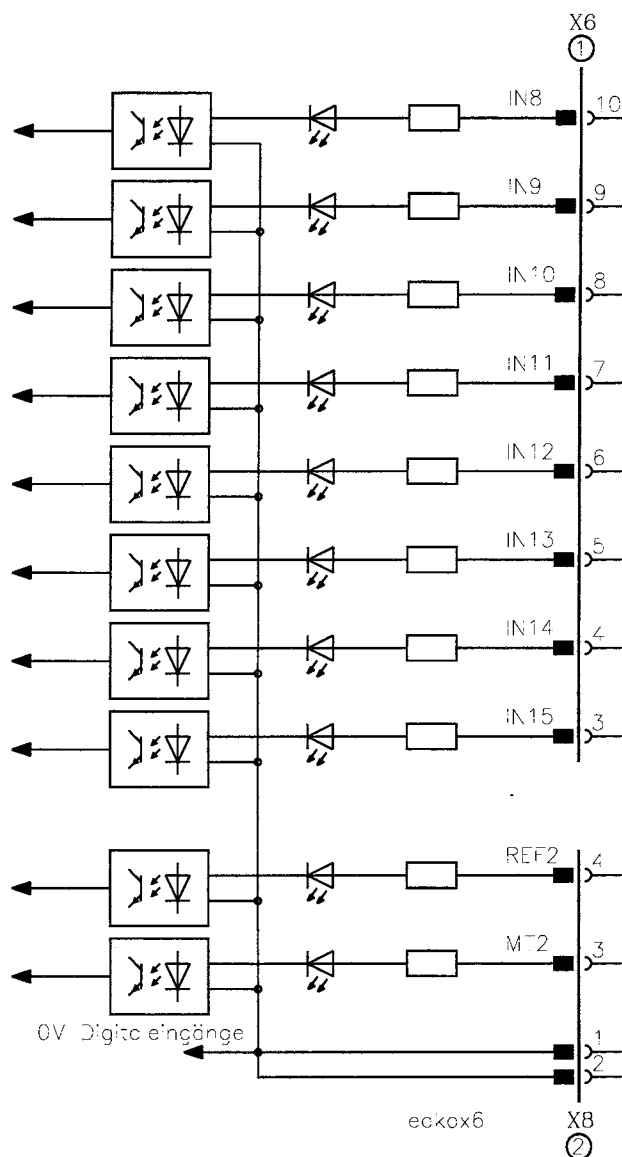 X6
1
IN8 10
IN9 9
IN10 8
IN11 7
IN12 6
IN13 5
IN14 4
IN15 3
REF2 4
MT2 3
0V Digita eingänge 1
2
eakax6 X8
2